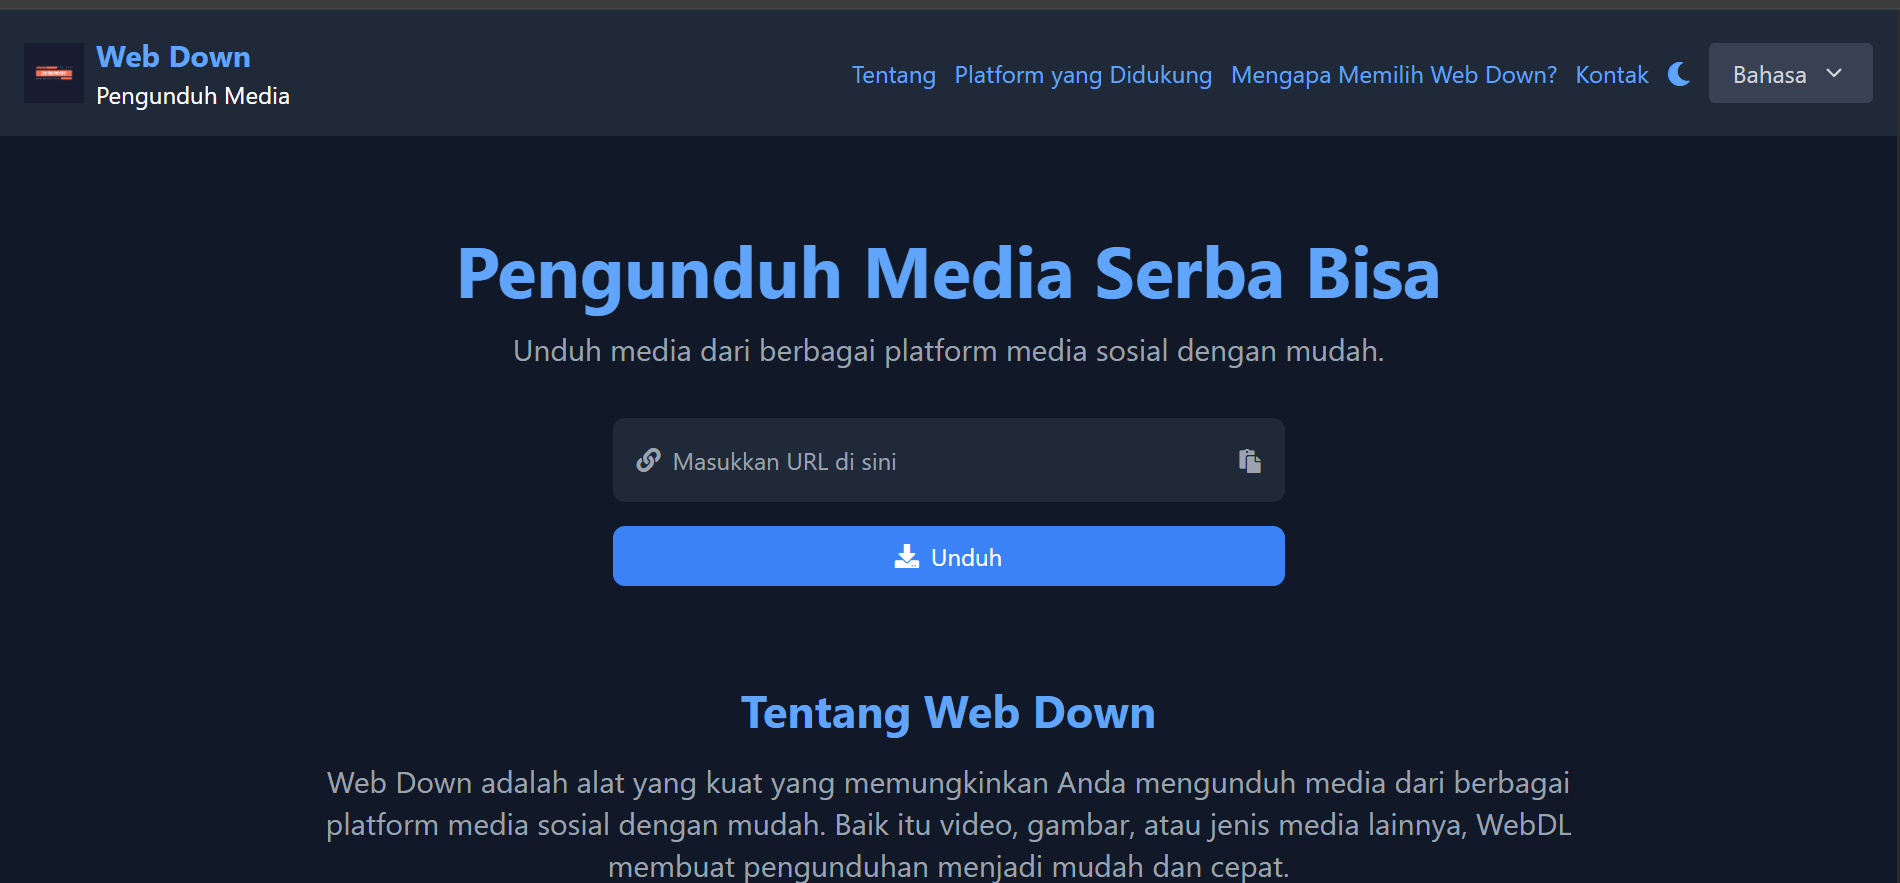 Web Down
Pengunduh Media
Tentang
Platform yang Didukung
Mengapa Memilih Web Down?
Kontak
Bahasa
Pengunduh Media Serba Bisa
Unduh media dari berbagai platform media sosial dengan mudah.
Masukkan URL di sini
Unduh
Tentang Web Down
Web Down adalah alat yang kuat yang memungkinkan Anda mengunduh media dari berbagai
platform media sosial dengan mudah. Baik itu video, gambar, atau jenis media lainnya, WebDL
membuat pengunduhan menjadi mudah dan cepat.